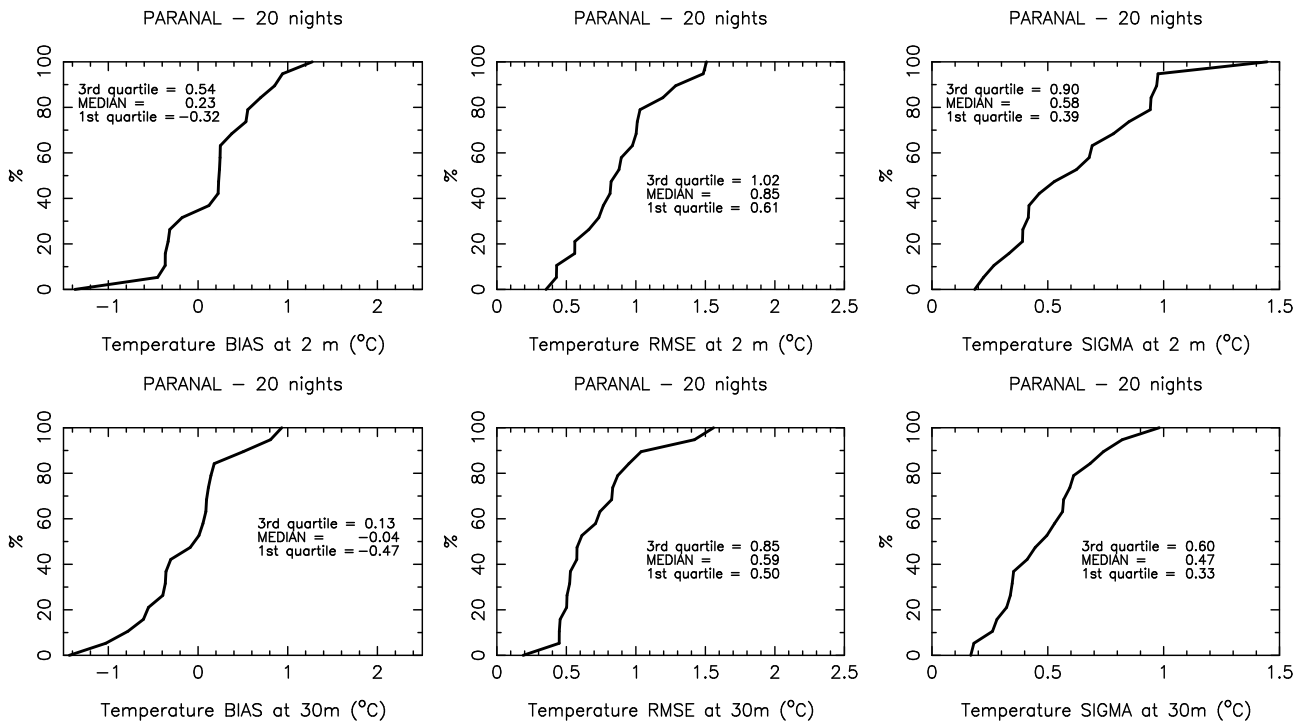 PARANAL − 20 nights
PARANAL − 20 nights
PARANAL − 20 nights
100
80
60
40
20
0
%
3rd quartile = 0.54
MEDIAN = 0.23
1st quartile = −0.32
−1 0 1 2
Temperature BIAS at 2 m (°C)
100
80
60
40
20
0
%
3rd quartile = 1.02
MEDIAN = 0.85
1st quartile = 0.61
0 0.5 1 1.5 2 2.5
Temperature RMSE at 2 m (°C)
100
80
60
40
20
0
%
3rd quartile = 0.90
MEDIAN = 0.58
1st quartile = 0.39
0 0.5 1 1.5
Temperature SIGMA at 2 m (°C)
PARANAL − 20 nights
PARANAL − 20 nights
PARANAL − 20 nights
100
80
60
40
20
0
%
3rd quartile = 0.13
MEDIAN = −0.04
1st quartile = −0.47
−1 0 1 2
Temperature BIAS at 30m (°C)
100
80
60
40
20
0
%
3rd quartile = 0.85
MEDIAN = 0.59
1st quartile = 0.50
0 0.5 1 1.5 2 2.5
Temperature RMSE at 30m (°C)
100
80
60
40
20
0
%
3rd quartile = 0.60
MEDIAN = 0.47
1st quartile = 0.33
0 0.5 1 1.5
Temperature SIGMA at 30m (°C)